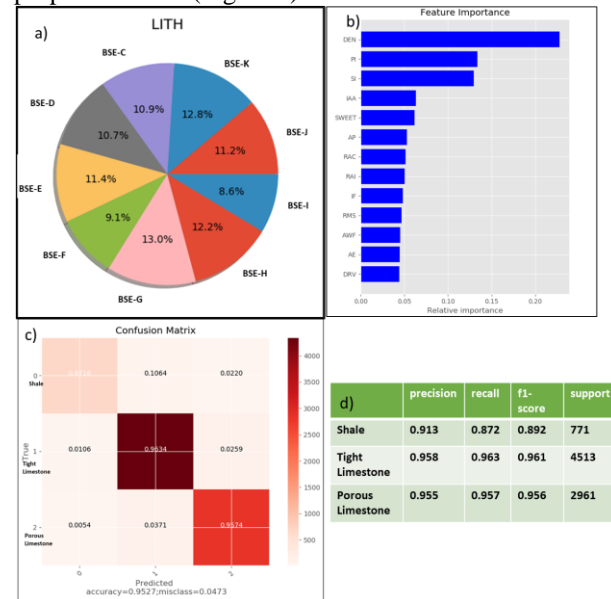 a)
LITH
BSE-C
BSE-K
BSE-D
BSE-J
BSE-E
BSE-I
BSE-F
BSE-H
BSE-G
10.9%
12.8%
10.7%
11.2%
11.4%
8.6%
9.1%
12.2%
13.0%
b)
Feature Importance
DEN
PI
SI
IAA
SWEET
AP
RAC
RAI
IF
RMS
AWF
AE
DRV
0.00 0.05 0.10 0.15 0.20
Relative importance
c)
Confusion Matrix
0
Shale
0.1064 0.0220
1
True
Tight
Limestone
0.0106 0.9634 0.0259
2
Porous
Limestone
0.0054 0.0371 0.9574
0 1 2
Predicted
accuracy=0.9527;misclass=0.0473
4000
3500
3000
2500
2000
1500
1000
500
d) precision recall f1-score support
Shale 0.913 0.872 0.892 771
Tight Limestone 0.958 0.963 0.961 4513
Porous Limestone 0.955 0.957 0.956 2961